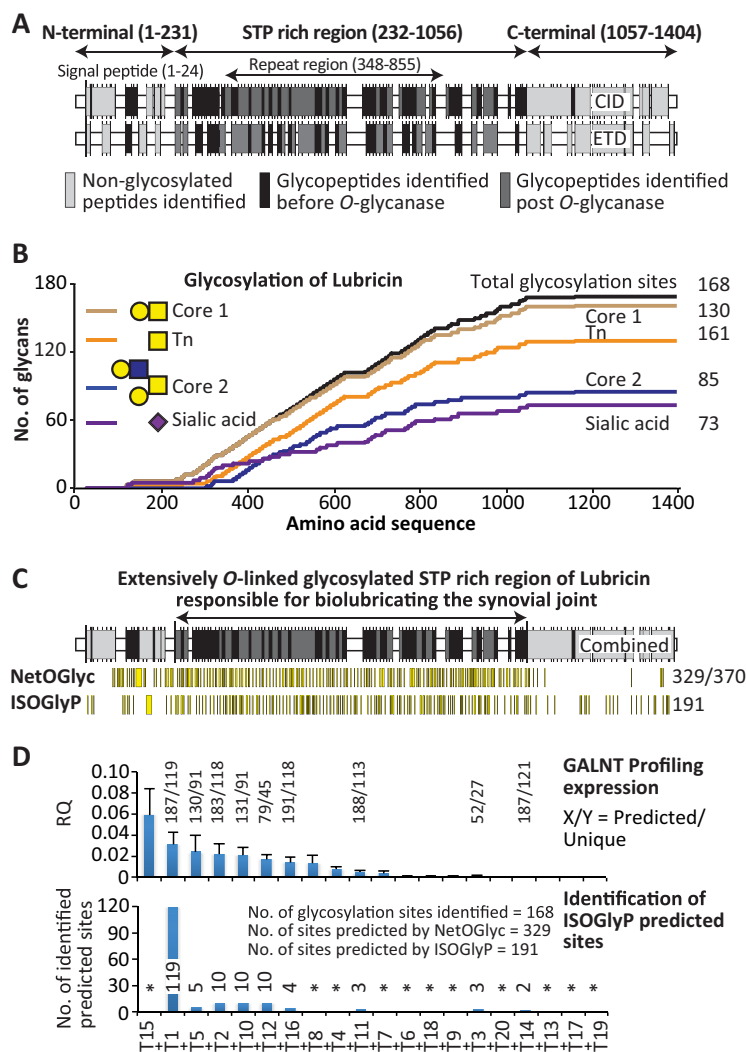 A
N-terminal (1-231)
STP rich region (232-1056)
C-terminal (1057-1404)
Signal peptide (1-24)
Repeat region (348-855)
CID
ETD
Non-glycosylated
peptides identified
Glycopeptides identified
before O-glycanase
Glycopeptides identified
post O-glycanase
B
Glycosylation of Lubricin
No. of glycans
180
120
60
0
Core 1
Tn
Core 2
Sialic acid
Total glycosylation sites 168
Core 1 130
Tn 161
Core 2 85
Sialic acid 73
0 200 400 600 800 1000 1200 1400
Amino acid sequence
C
Extensively O-linked glycosylated STP rich region of Lubricin
responsible for biolubricating the synovial joint
Combined
NetOGlyc 329/370
ISOGlyP 191
D
RQ
0.10
0.08
0.06
0.04
0.02
0
187/119 130/91 183/118 131/91 79/45 191/118 188/113 52/27 187/121
GALNT Profiling
expression
X/Y = Predicted/
Unique
No. of identified
predicted sites
120
90
60
30
0
No. of glycosylation sites identified = 168
No. of sites predicted by NetOGlyc = 329
No. of sites predicted by ISOGlyP = 191
Identification of
ISOGlyP predicted
sites
* 119 5 10 10 10 4 * * 3 * * * * 3 * 2 * * *
T15 T1 T5 T2 T10 T12 T16 T8 T4 T11 T7 T6 T18 T9 T3 T20 T14 T13 T17 T19